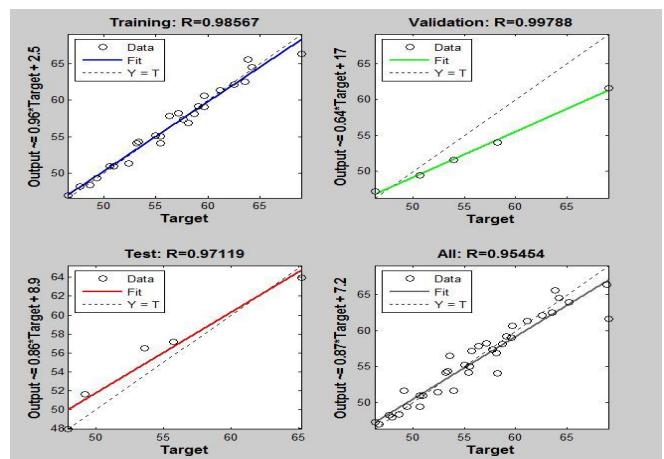 Training: R=0.98567
Output ~= 0.96*Target + 2.5
Data
Fit
Y = T
65
60
55
50
50 55 60 65
Target
Validation: R=0.99788
Output ~= 0.64*Target + 17
Data
Fit
Y = T
65
60
55
50
50 55 60 65
Target
Test: R=0.97119
Output ~= 0.86*Target + 8.9
Data
Fit
Y = T
64
60
56
52
48
50 55 60 65
Target
All: R=0.95454
Output ~= 0.87*Target + 7.2
Data
Fit
Y = T
65
60
55
50
50 55 60 65
Target